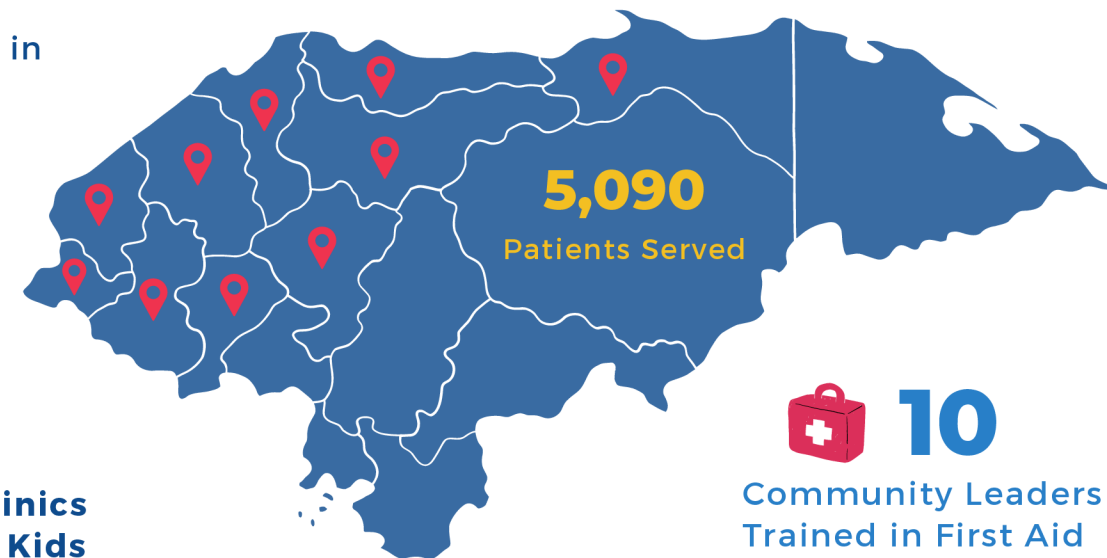 in
5,090
Patients Served
10
Community Leaders
Trained in First Aid
inics
Kids